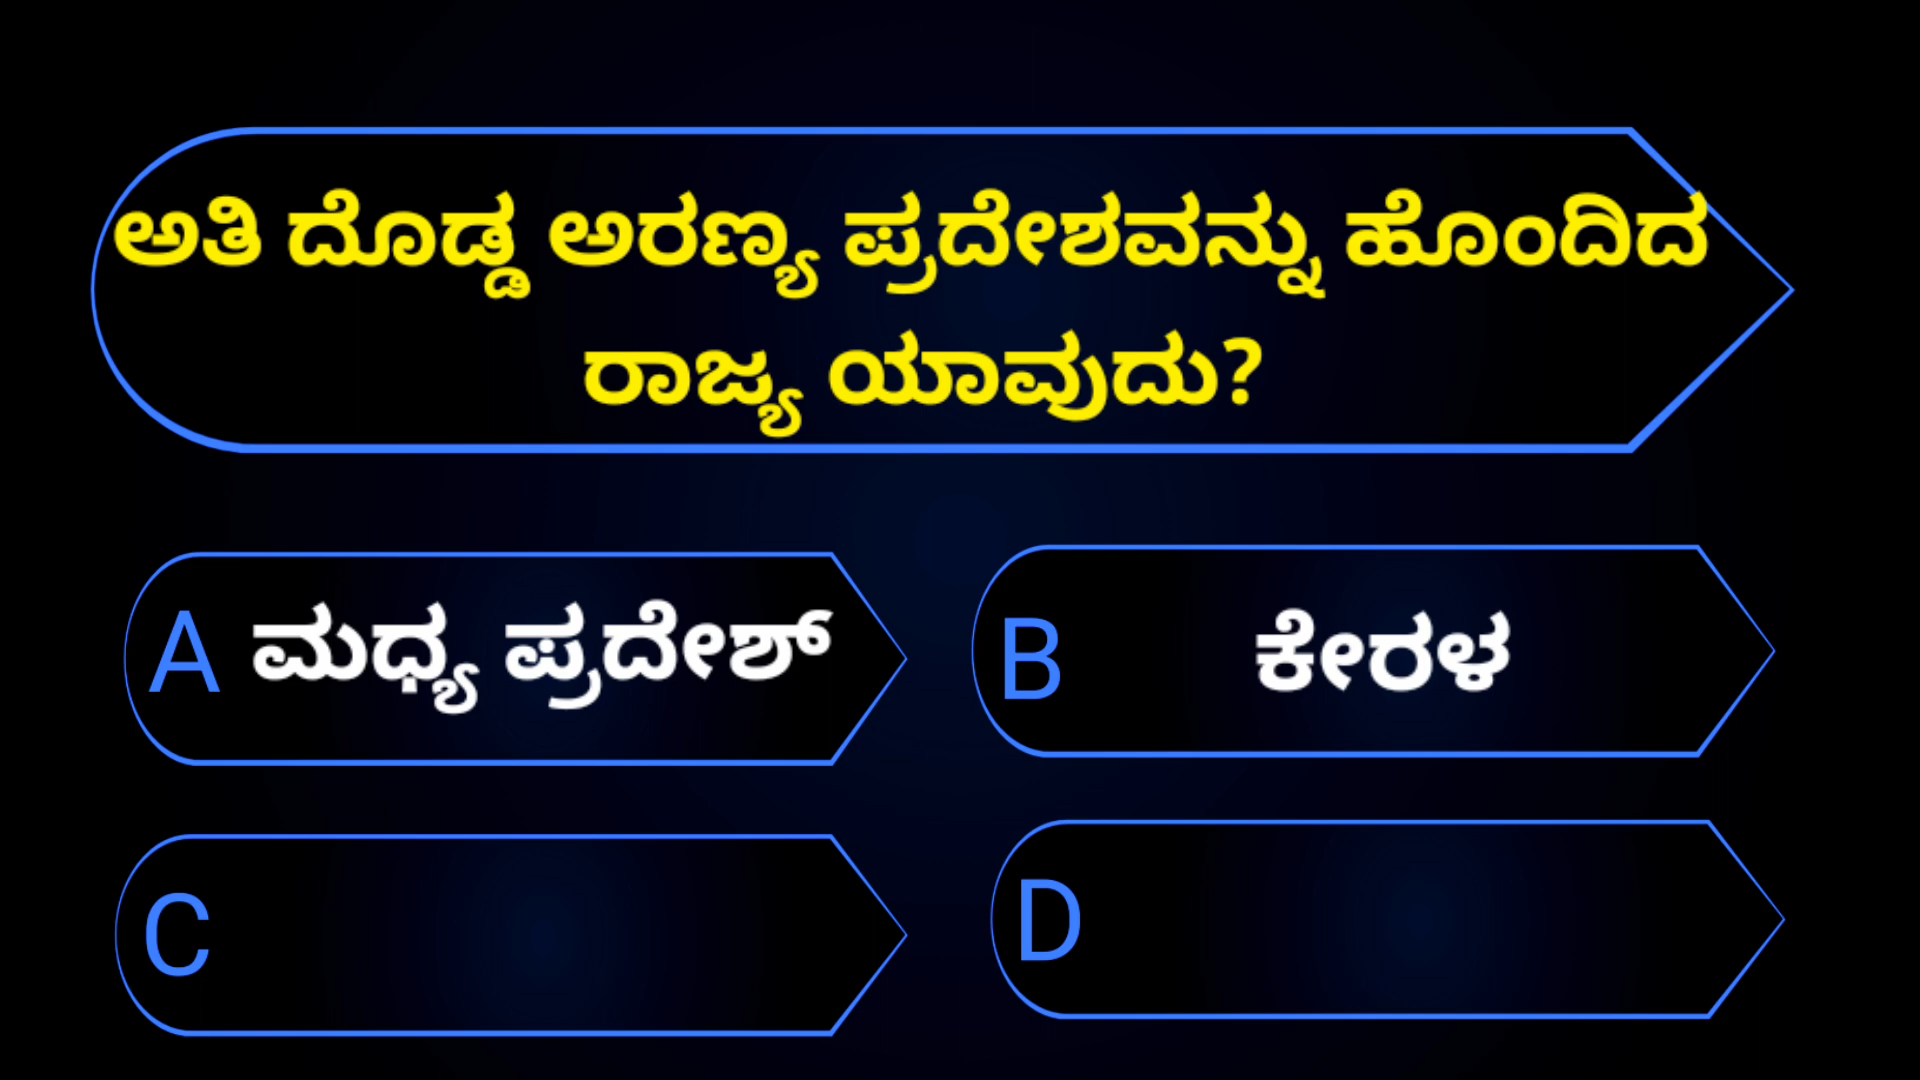 ಅತಿ ದೊಡ್ಡ ಅರಣ್ಯ ಪ್ರದೇಶವನ್ನು ಹೊಂದಿದ
ರಾಜ್ಯ ಯಾವುದು?
A ಮಧ್ಯ ಪ್ರದೇಶ್
B ಕೇರಳ
C
D